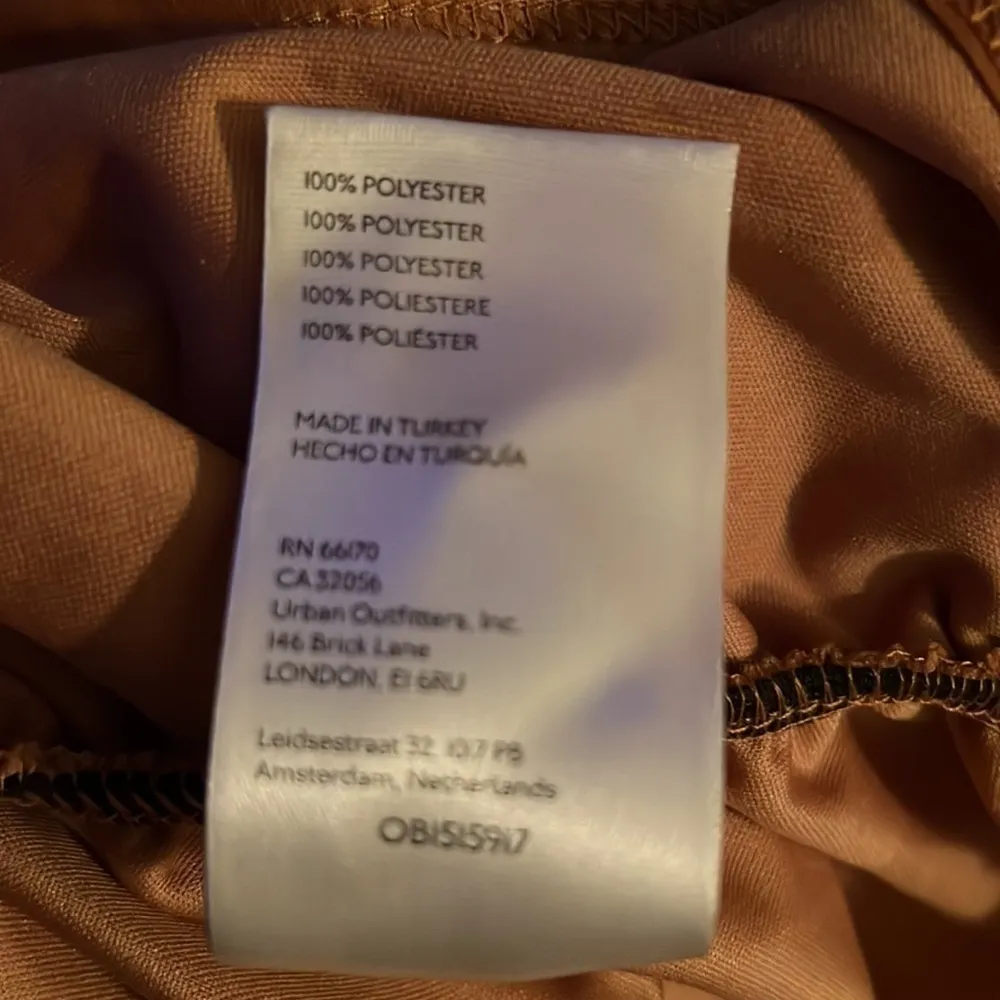 100% POLYESTER
100% POLYESTER
100% POLYESTER
100% POLIESTERE
100% POLIÉSTER
MADE IN TURKEY
HECHO EN TURQUÍA
RN 66170
CA 32056
Urban Outfitters, Inc.
146 Brick Lane
LONDON, E1 6RU
Leidsestraat 32, 1017 PB
Amsterdam, Netherlands
OB1515917